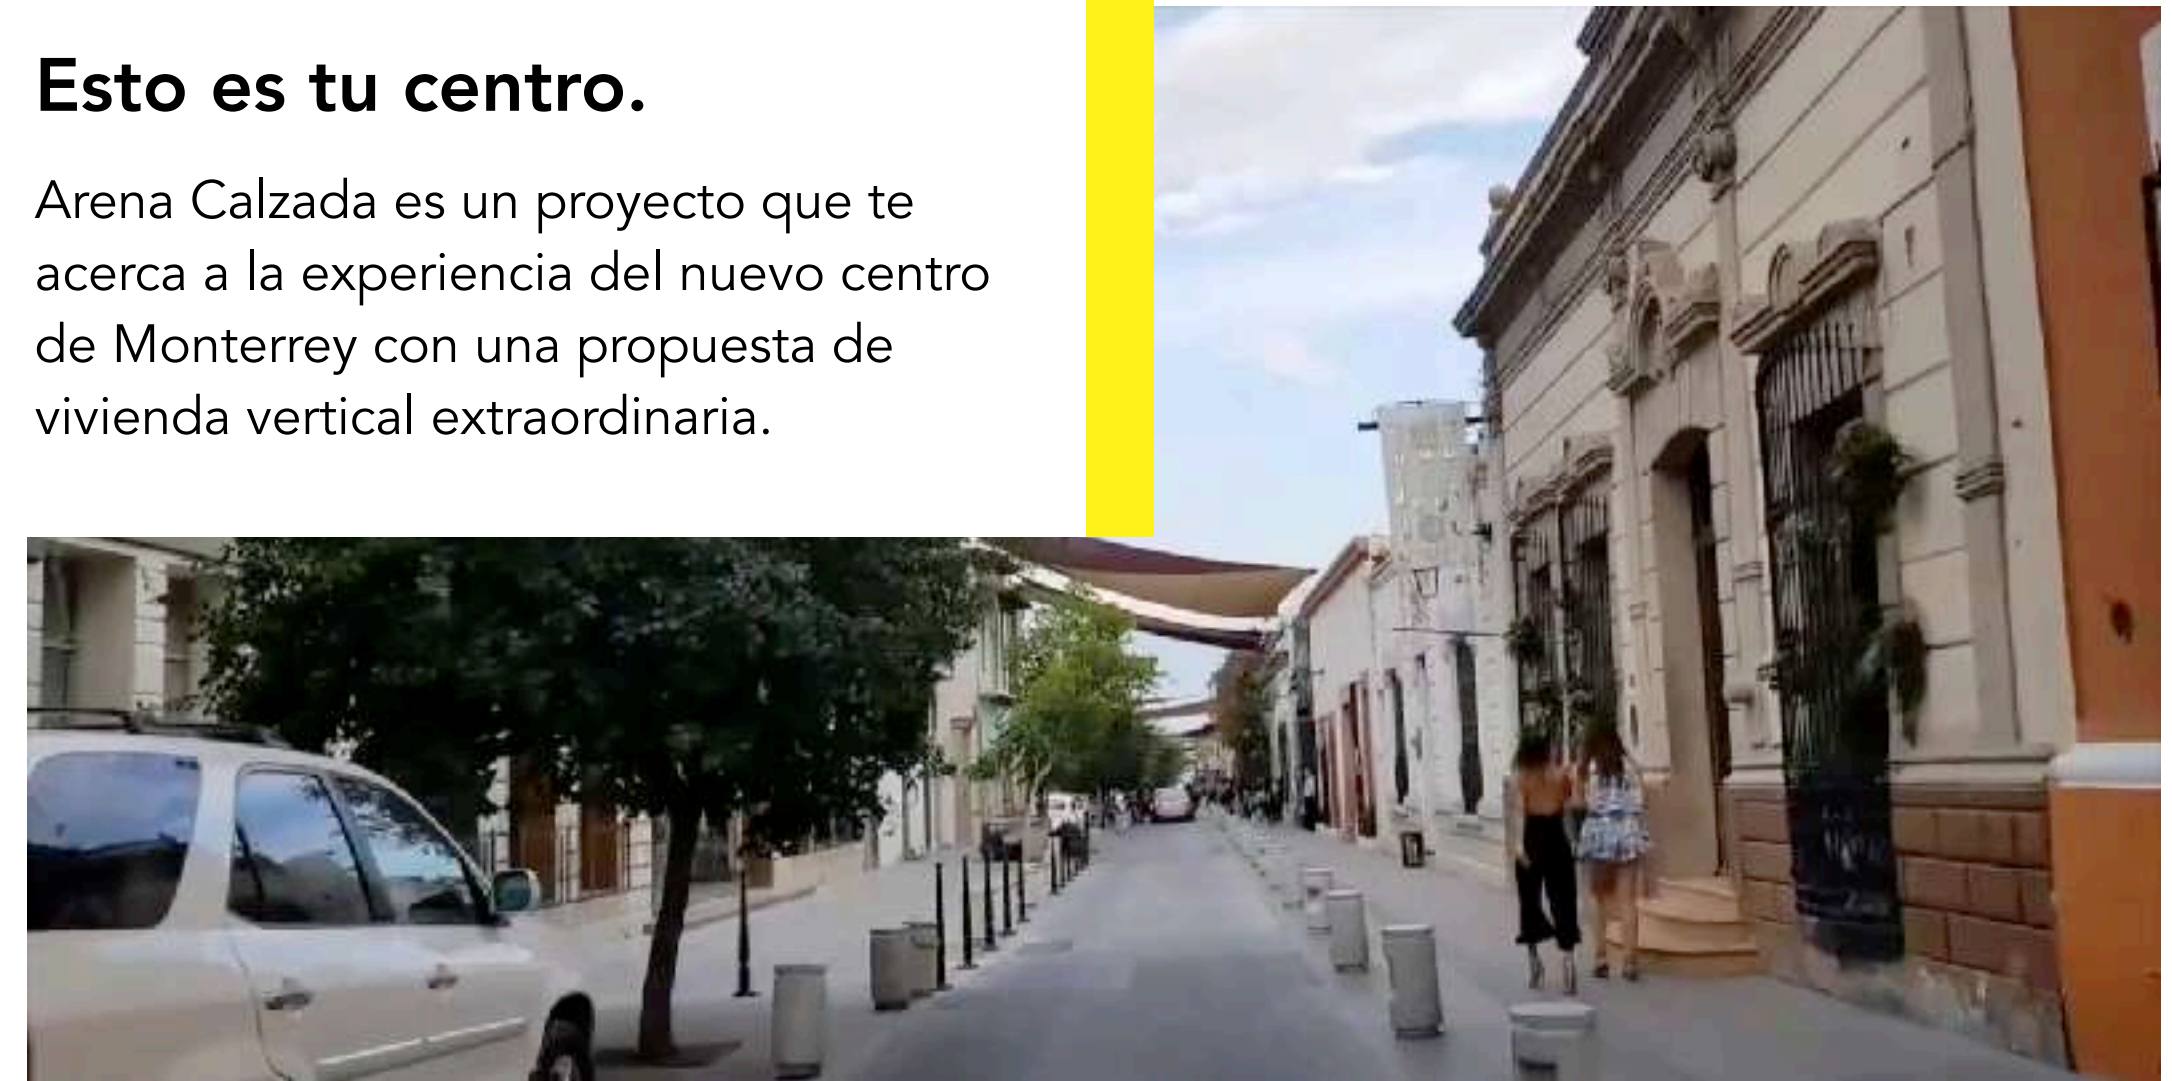 Esto es tu centro.
Arena Calzada es un proyecto que te
acerca a la experiencia del nuevo centro
de Monterrey con una propuesta de
vivienda vertical extraordinaria.